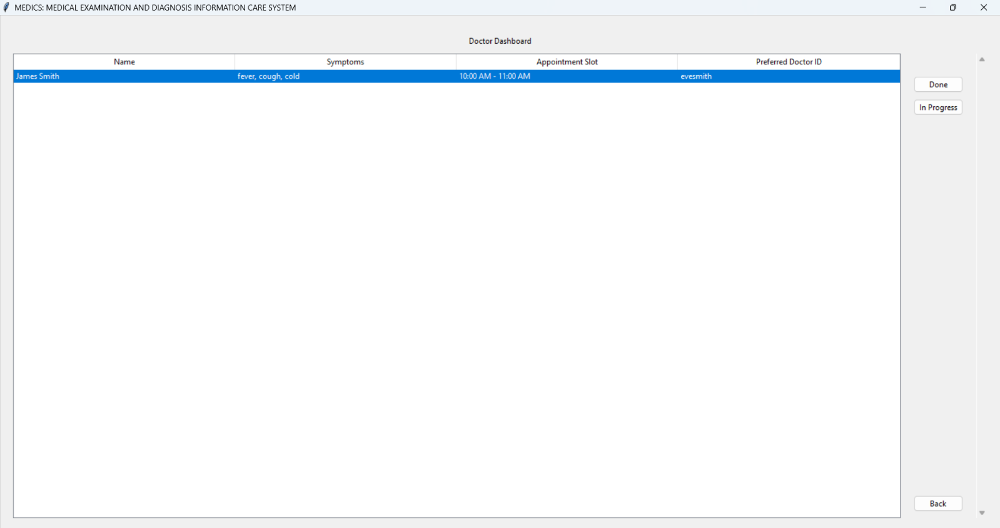 MEDICS: MEDICAL EXAMINATION AND DIAGNOSIS INFORMATION CARE SYSTEM
Doctor Dashboard
Name Symptoms Appointment Slot Preferred Doctor ID
James Smith fever, cough, cold 10:00 AM - 11:00 AM evesmith
Done
In Progress
Back